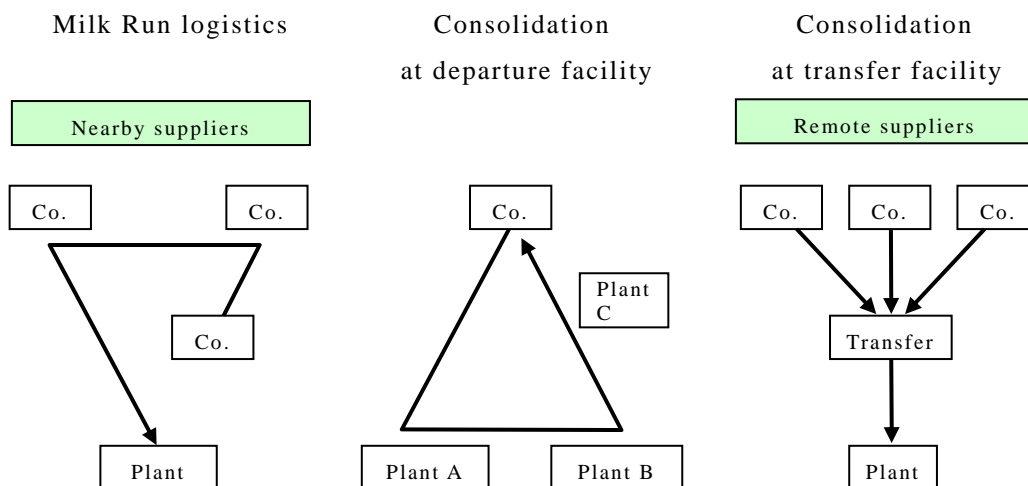 Milk Run logistics
Consolidation
at departure facility
Consolidation
at transfer facility
Nearby suppliers
Remote suppliers
Co.
Co.
Co.
Co.
Co.
Co.
Plant
C
Co.
Transfer
Plant
Plant A
Plant B
Plant